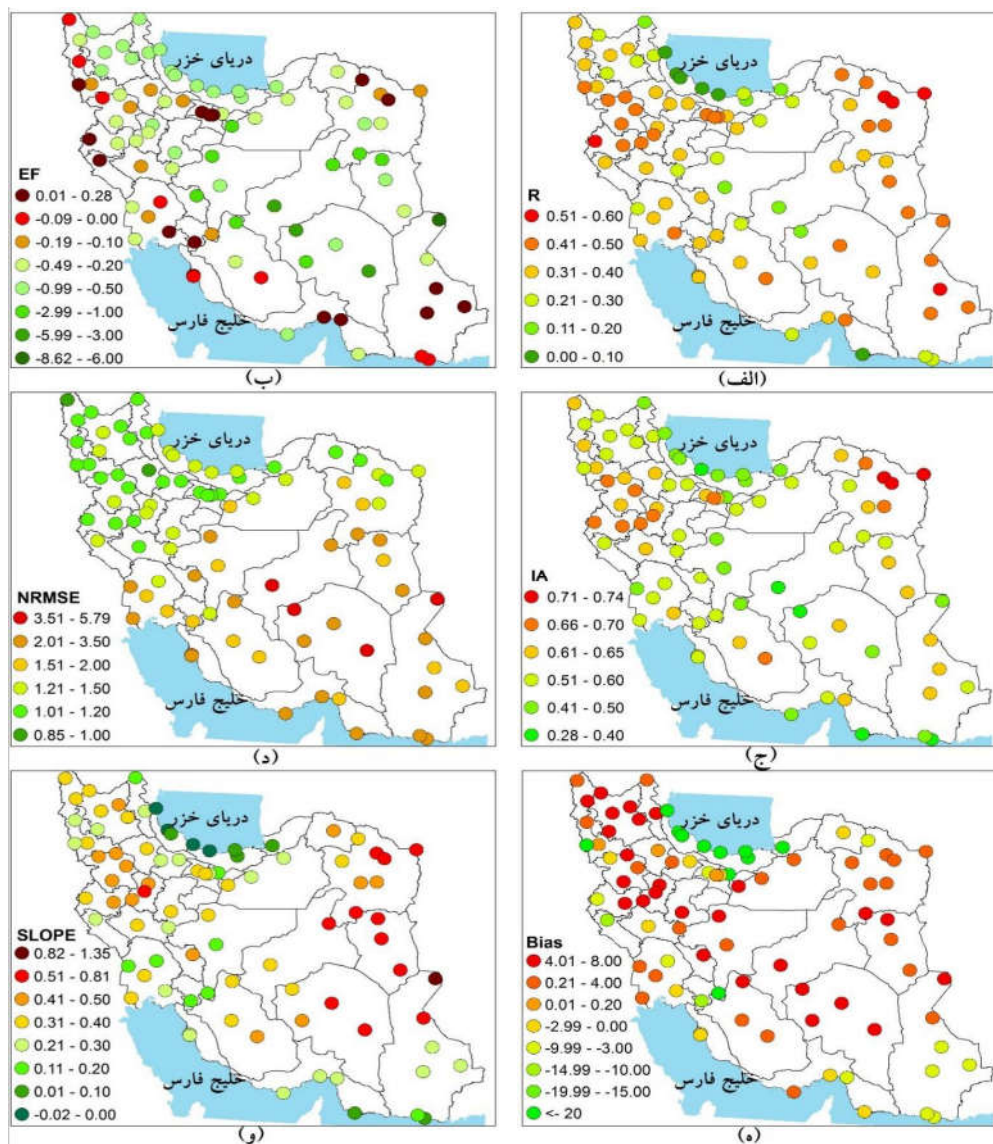 دریای خزر
EF
0.01 - 0.28
-0.09 - 0.00
-0.19 - -0.10
-0.49 - -0.20
-0.99 - -0.50
-2.99 - -1.00
-5.99 - -3.00
-8.62 - -6.00
خلیج فارس
(ب)
دریای خزر
R
0.51 - 0.60
0.41 - 0.50
0.31 - 0.40
0.21 - 0.30
0.11 - 0.20
0.00 - 0.10
خلیج فارس
(الف)
دریای خزر
NRMSE
3.51 - 5.79
2.01 - 3.50
1.51 - 2.00
1.21 - 1.50
1.01 - 1.20
0.85 - 1.00
خلیج فارس
(د)
دریای خزر
IA
0.71 - 0.74
0.66 - 0.70
0.61 - 0.65
0.51 - 0.60
0.41 - 0.50
0.28 - 0.40
خلیج فارس
(ج)
دریای خزر
SLOPE
0.82 - 1.35
0.51 - 0.81
0.41 - 0.50
0.31 - 0.40
0.21 - 0.30
0.11 - 0.20
0.01 - 0.10
-0.02 - 0.00
خلیج فارس
(و)
دریای خزر
Bias
4.01 - 8.00
0.21 - 4.00
0.01 - 0.20
-2.99 - 0.00
-9.99 - -3.00
-14.99 - -10.00
-19.99 - -15.00
<- 20
خلیج فارس
(ه)